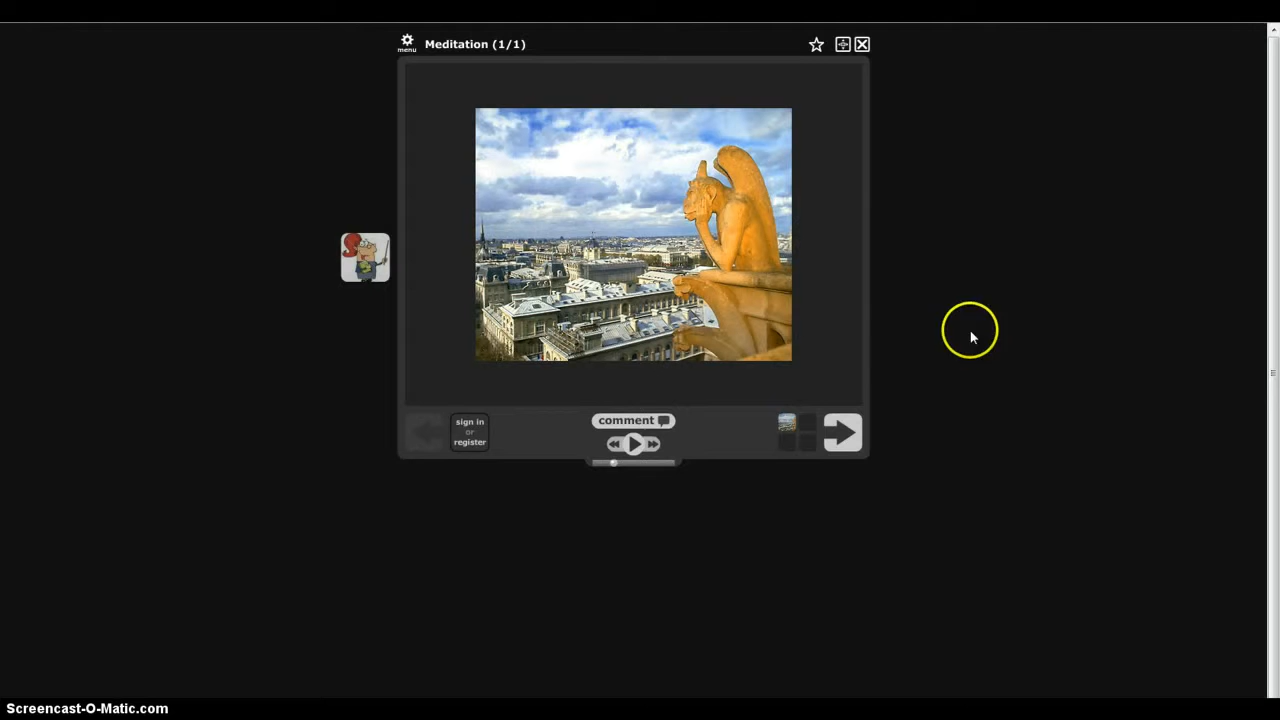 menu
Meditation (1/1)
sign in
or
register
comment
Screencast-O-Matic.com